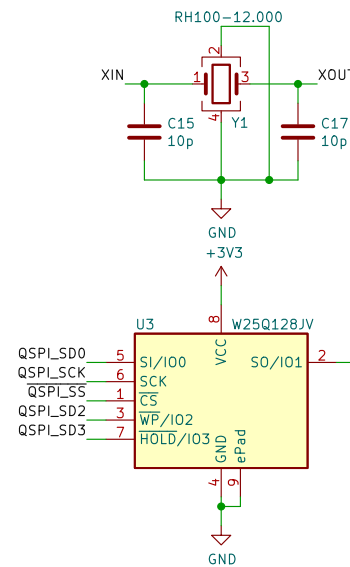 RH100-12.000
2
XIN
1
3
XOUT
4
Y1
C15
10p
C17
10p
GND
+3V3
8
U3
W25Q128JV
VCC
QSPI_SD0
5
SI/IO0
SO/IO1
2
QSPI_SCK
6
SCK
QSPI_SS
1
CS
QSPI_SD2
3
WP/IO2
QSPI_SD3
7
HOLD/IO3
GND
ePad
4
9
GND